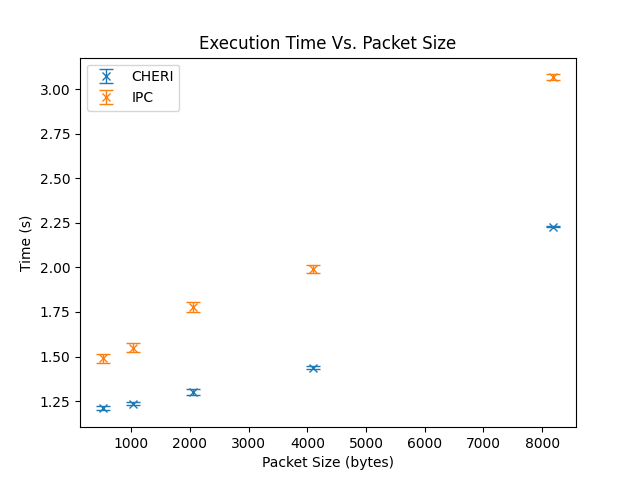 Execution Time Vs. Packet Size
CHERI
IPC
3.00
2.75
2.50
2.25
2.00
1.75
1.50
1.25
Time (s)
1000 2000 3000 4000 5000 6000 7000 8000
Packet Size (bytes)